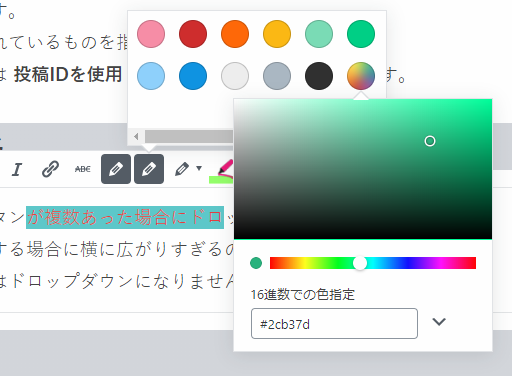 す。
れているものを指
は 投稿IDを使用
す。
I
ABC
タンが複数あった場合にドロッ
する場合に横に広がりすぎるの
はドロップダウンになりません
16進数での色指定
#2cb37d